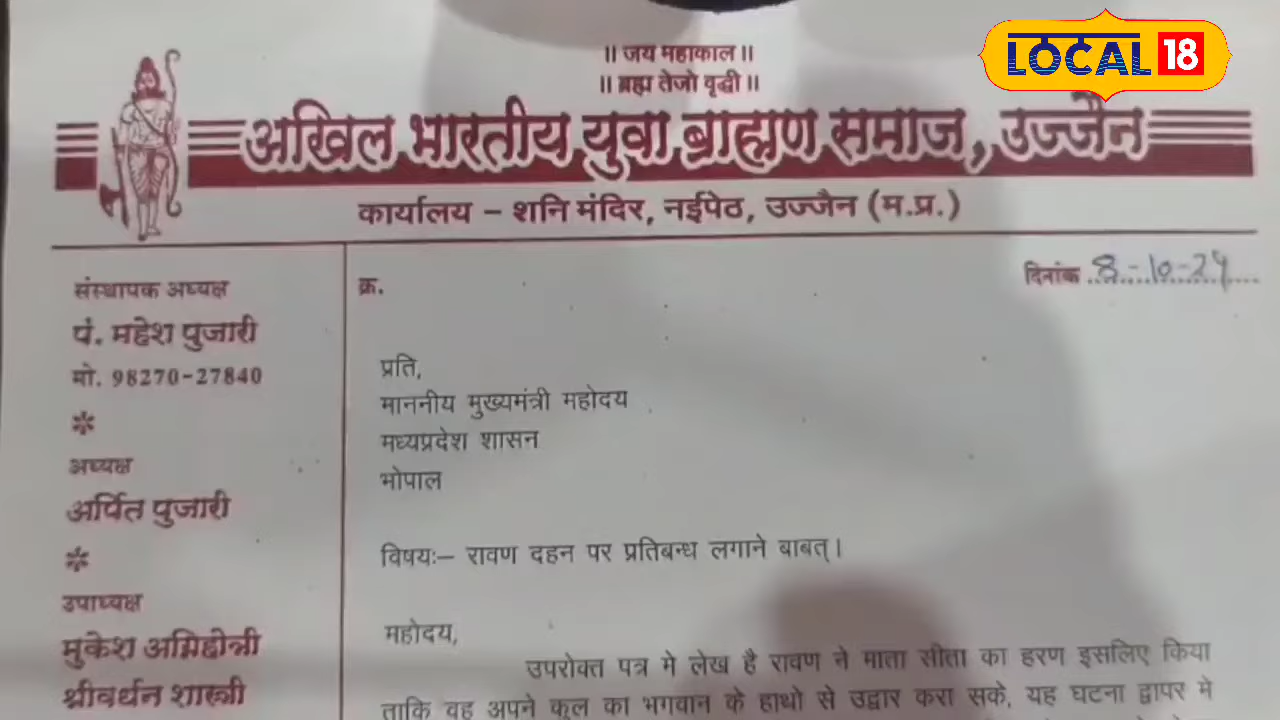 LOCAL 18
॥ जय महाकाल ॥
॥ ब्रह्म तेजो वृद्धी ॥
अखिल भारतीय युवा ब्राह्मण समाज, उज्जैन
कार्यालय – शनि मंदिर, नईपेठ, उज्जैन (म.प्र.)
दिनांक 8-10-24
क्र.
संस्थापक अध्यक्ष
पं. महेश पुजारी
मो. 98270-27840
अध्यक्ष
अर्पित पुजारी
उपाध्यक्ष
मुकेश अग्निहोत्री
श्रीवर्धन शास्त्री
प्रति,
माननीय मुख्यमंत्री महोदय
मध्यप्रदेश शासन
भोपाल
विषयः– रावण दहन पर प्रतिबन्ध लगाने बाबत्।
महोदय,
उपरोक्त पत्र मे लेख है रावण ने माता सीता का हरण इसलिए किया
ताकि वह अपने कुल का भगवान के हाथो से उद्वार करा सके, यह घटना द्वापर मे